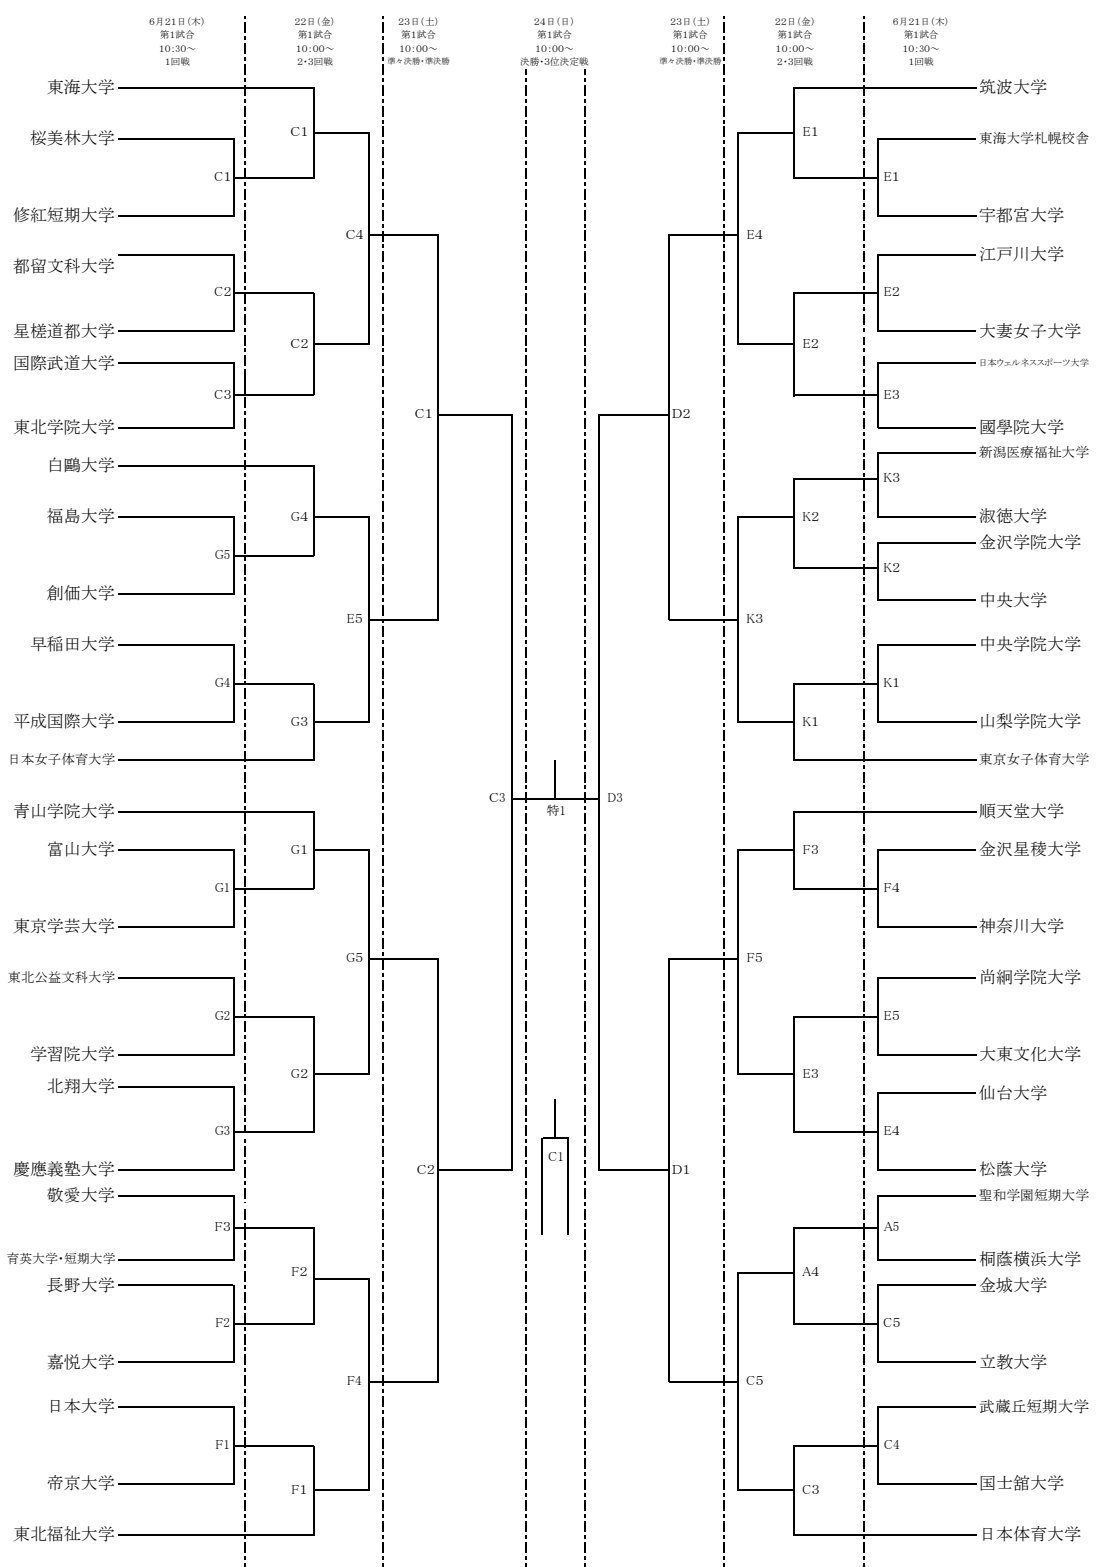 6月21日(木)
第1試合
10:30～
1回戦
22日(金)
第1試合
10:00～
2・3回戦
23日(土)
第1試合
10:00～
準々決勝・準決勝
24日(日)
第1試合
10:00～
決勝・3位決定戦
23日(土)
第1試合
10:00～
準々決勝・準決勝
22日(金)
第1試合
10:00～
2・3回戦
6月21日(木)
第1試合
10:30～
1回戦
東海大学
桜美林大学
修紅短期大学
都留文科大学
星槎道都大学
国際武道大学
東北学院大学
白鷗大学
福島大学
創価大学
早稲田大学
平成国際大学
日本女子体育大学
青山学院大学
富山大学
東京学芸大学
東北公益文科大学
学習院大学
北翔大学
慶應義塾大学
敬愛大学
育英大学・短期大学
長野大学
嘉悦大学
日本大学
帝京大学
東北福祉大学
C1
C2
C3
G5
G4
G1
G2
G3
F3
F2
F1
C1
C2
G4
G3
G1
G2
F2
F1
C4
E5
G5
F4
C1
C2
C3
特1
C1
D3
D2
D1
E4
K3
F5
C5
E1
E2
K2
K1
F3
E3
A4
C3
E1
E2
E3
K3
K2
K1
F4
E5
E4
A5
C5
C4
筑波大学
東海大学札幌校舎
宇都宮大学
江戸川大学
大妻女子大学
日本ウェルネススポーツ大学
國學院大学
新潟医療福祉大学
淑徳大学
金沢学院大学
中央大学
中央学院大学
山梨学院大学
東京女子体育大学
順天堂大学
金沢星稜大学
神奈川大学
尚絅学院大学
大東文化大学
仙台大学
松蔭大学
聖和学園短期大学
桐蔭横浜大学
金城大学
立教大学
武蔵丘短期大学
国士舘大学
日本体育大学